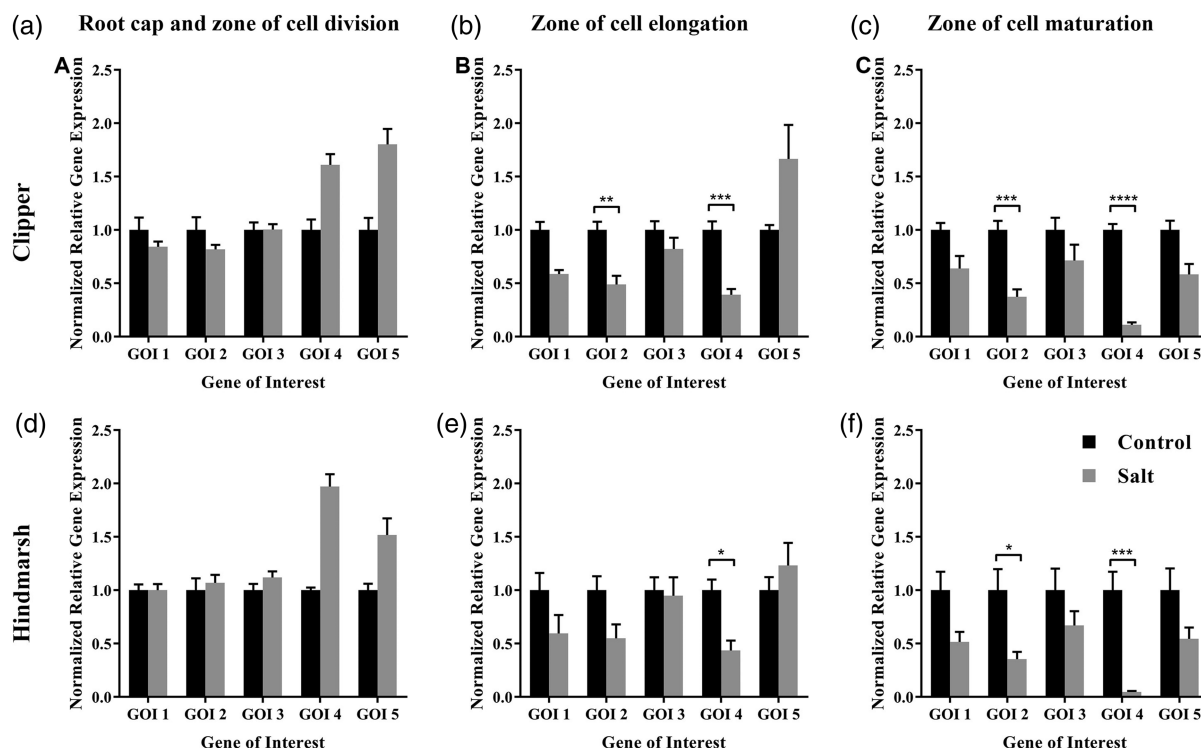 (a) Root cap and zone of cell division
(b) Zone of cell elongation
(c) Zone of cell maturation
Clipper
A
Normalized Relative Gene Expression
2.5
2.0
1.5
1.0
0.5
0.0
GOI 1 GOI 2 GOI 3 GOI 4 GOI 5
Gene of Interest
B
Normalized Relative Gene Expression
2.5
2.0
1.5
1.0
0.5
0.0
**
***
GOI 1 GOI 2 GOI 3 GOI 4 GOI 5
Gene of Interest
C
Normalized Relative Gene Expression
2.5
2.0
1.5
1.0
0.5
0.0
***
****
GOI 1 GOI 2 GOI 3 GOI 4 GOI 5
Gene of Interest
Hindmarsh
(d)
Normalized Relative Gene Expression
2.5
2.0
1.5
1.0
0.5
0.0
GOI 1 GOI 2 GOI 3 GOI 4 GOI 5
Gene of Interest
(e)
Normalized Relative Gene Expression
2.5
2.0
1.5
1.0
0.5
0.0
*
GOI 1 GOI 2 GOI 3 GOI 4 GOI 5
Gene of Interest
(f)
Normalized Relative Gene Expression
2.5
2.0
1.5
1.0
0.5
0.0
Control
Salt
*
***
GOI 1 GOI 2 GOI 3 GOI 4 GOI 5
Gene of Interest